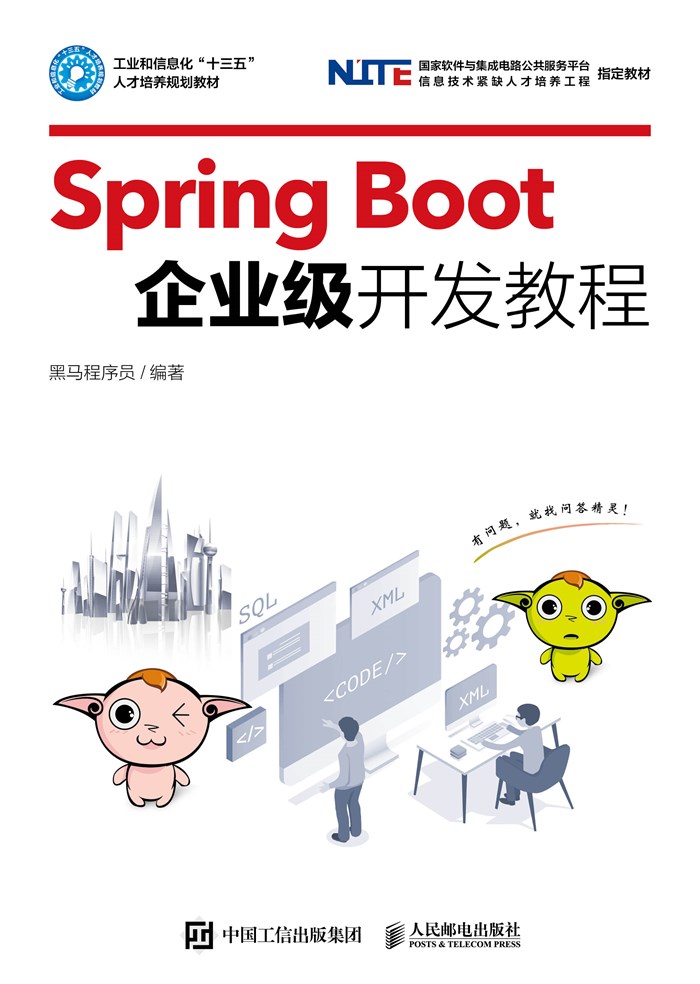 工业和信息化“十三五”
人才培养规划教材
NITE
国家软件与集成电路公共服务平台
信息技术紧缺人才培养工程
指定教材
Spring Boot
企业级开发教程
黑马程序员 / 编著
有问题，就找问答精灵！
SQL
XML
<CODE/>
</>
XML
中国工信出版集团
人民邮电出版社
POSTS & TELECOM PRESS